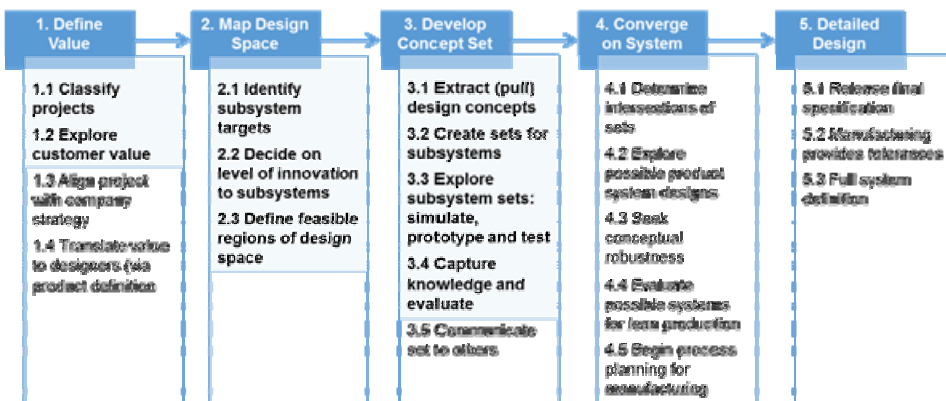 1. Define
Value
2. Map Design
Space
3. Develop
Concept Set
4. Converge
on System
5. Detailed
Design
1.1 Classify
projects
1.2 Explore
customer value
1.3 Align project
with company
strategy
1.4 Translate value
to designers (via
product definition
2.1 Identify
subsystem
targets
2.2 Decide on
level of innovation
to subsystems
2.3 Define feasible
regions of design
space
3.1 Extract (pull)
design concepts
3.2 Create sets for
subsystems
3.3 Explore
subsystem sets:
simulate,
prototype and test
3.4 Capture
knowledge and
evaluate
3.5 Communicate
set to others
4.1 Determine
intersections of
sets
4.2 Explore
possible product
system designs
4.3 Seek
conceptual
robustness
4.4 Evaluate
possible systems
for lean production
4.5 Begin process
planning for
manufacturing
5.1 Release final
specification
5.2 Manufacturing
provides tolerances
5.3 Full system
definition